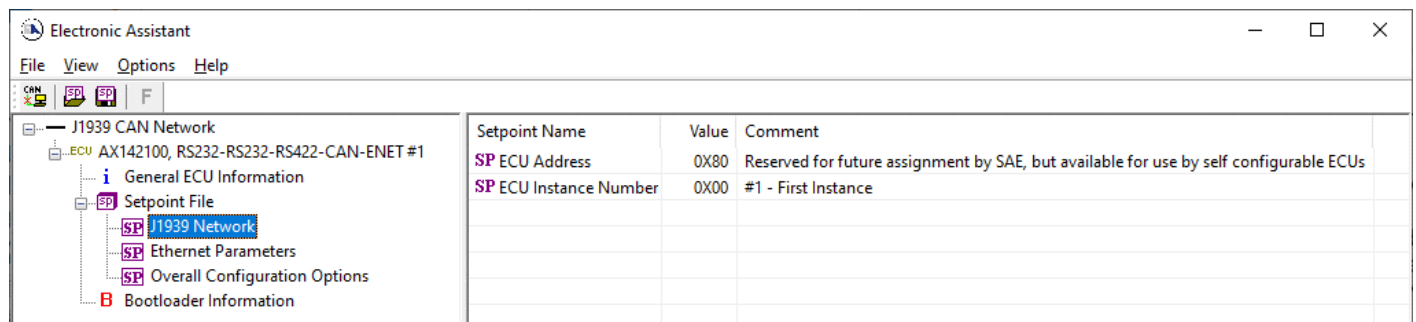 Electronic Assistant
File View Options Help
CAN SP SP F
J1939 CAN Network
ECU AX142100, RS232-RS232-RS422-CAN-ENET #1
i General ECU Information
SP Setpoint File
SP J1939 Network
SP Ethernet Parameters
SP Overall Configuration Options
B Bootloader Information
Setpoint Name Value Comment
SP ECU Address 0X80 Reserved for future assignment by SAE, but available for use by self configurable ECUs
SP ECU Instance Number 0X00 #1 - First Instance